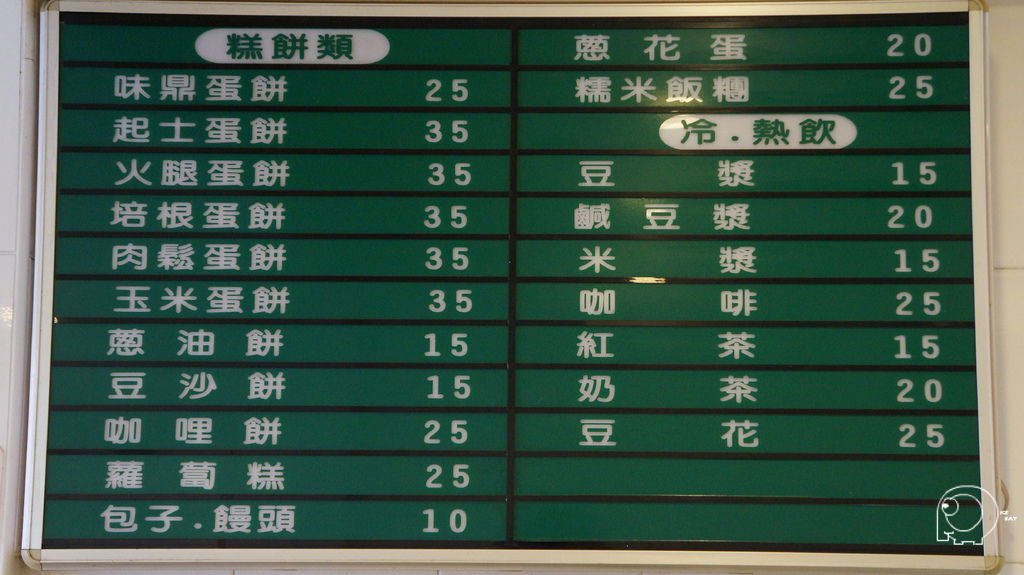 糕餅類
味鼎蛋餅 25
起士蛋餅 35
火腿蛋餅 35
培根蛋餅 35
肉鬆蛋餅 35
玉米蛋餅 35
蔥油餅 15
豆沙餅 15
咖哩餅 25
蘿蔔糕 25
包子.饅頭 10
蔥花蛋 20
糯米飯糰 25
冷.熱飲
豆漿 15
鹹豆漿 20
米漿 15
咖啡 25
紅茶 15
奶茶 20
豆花 25